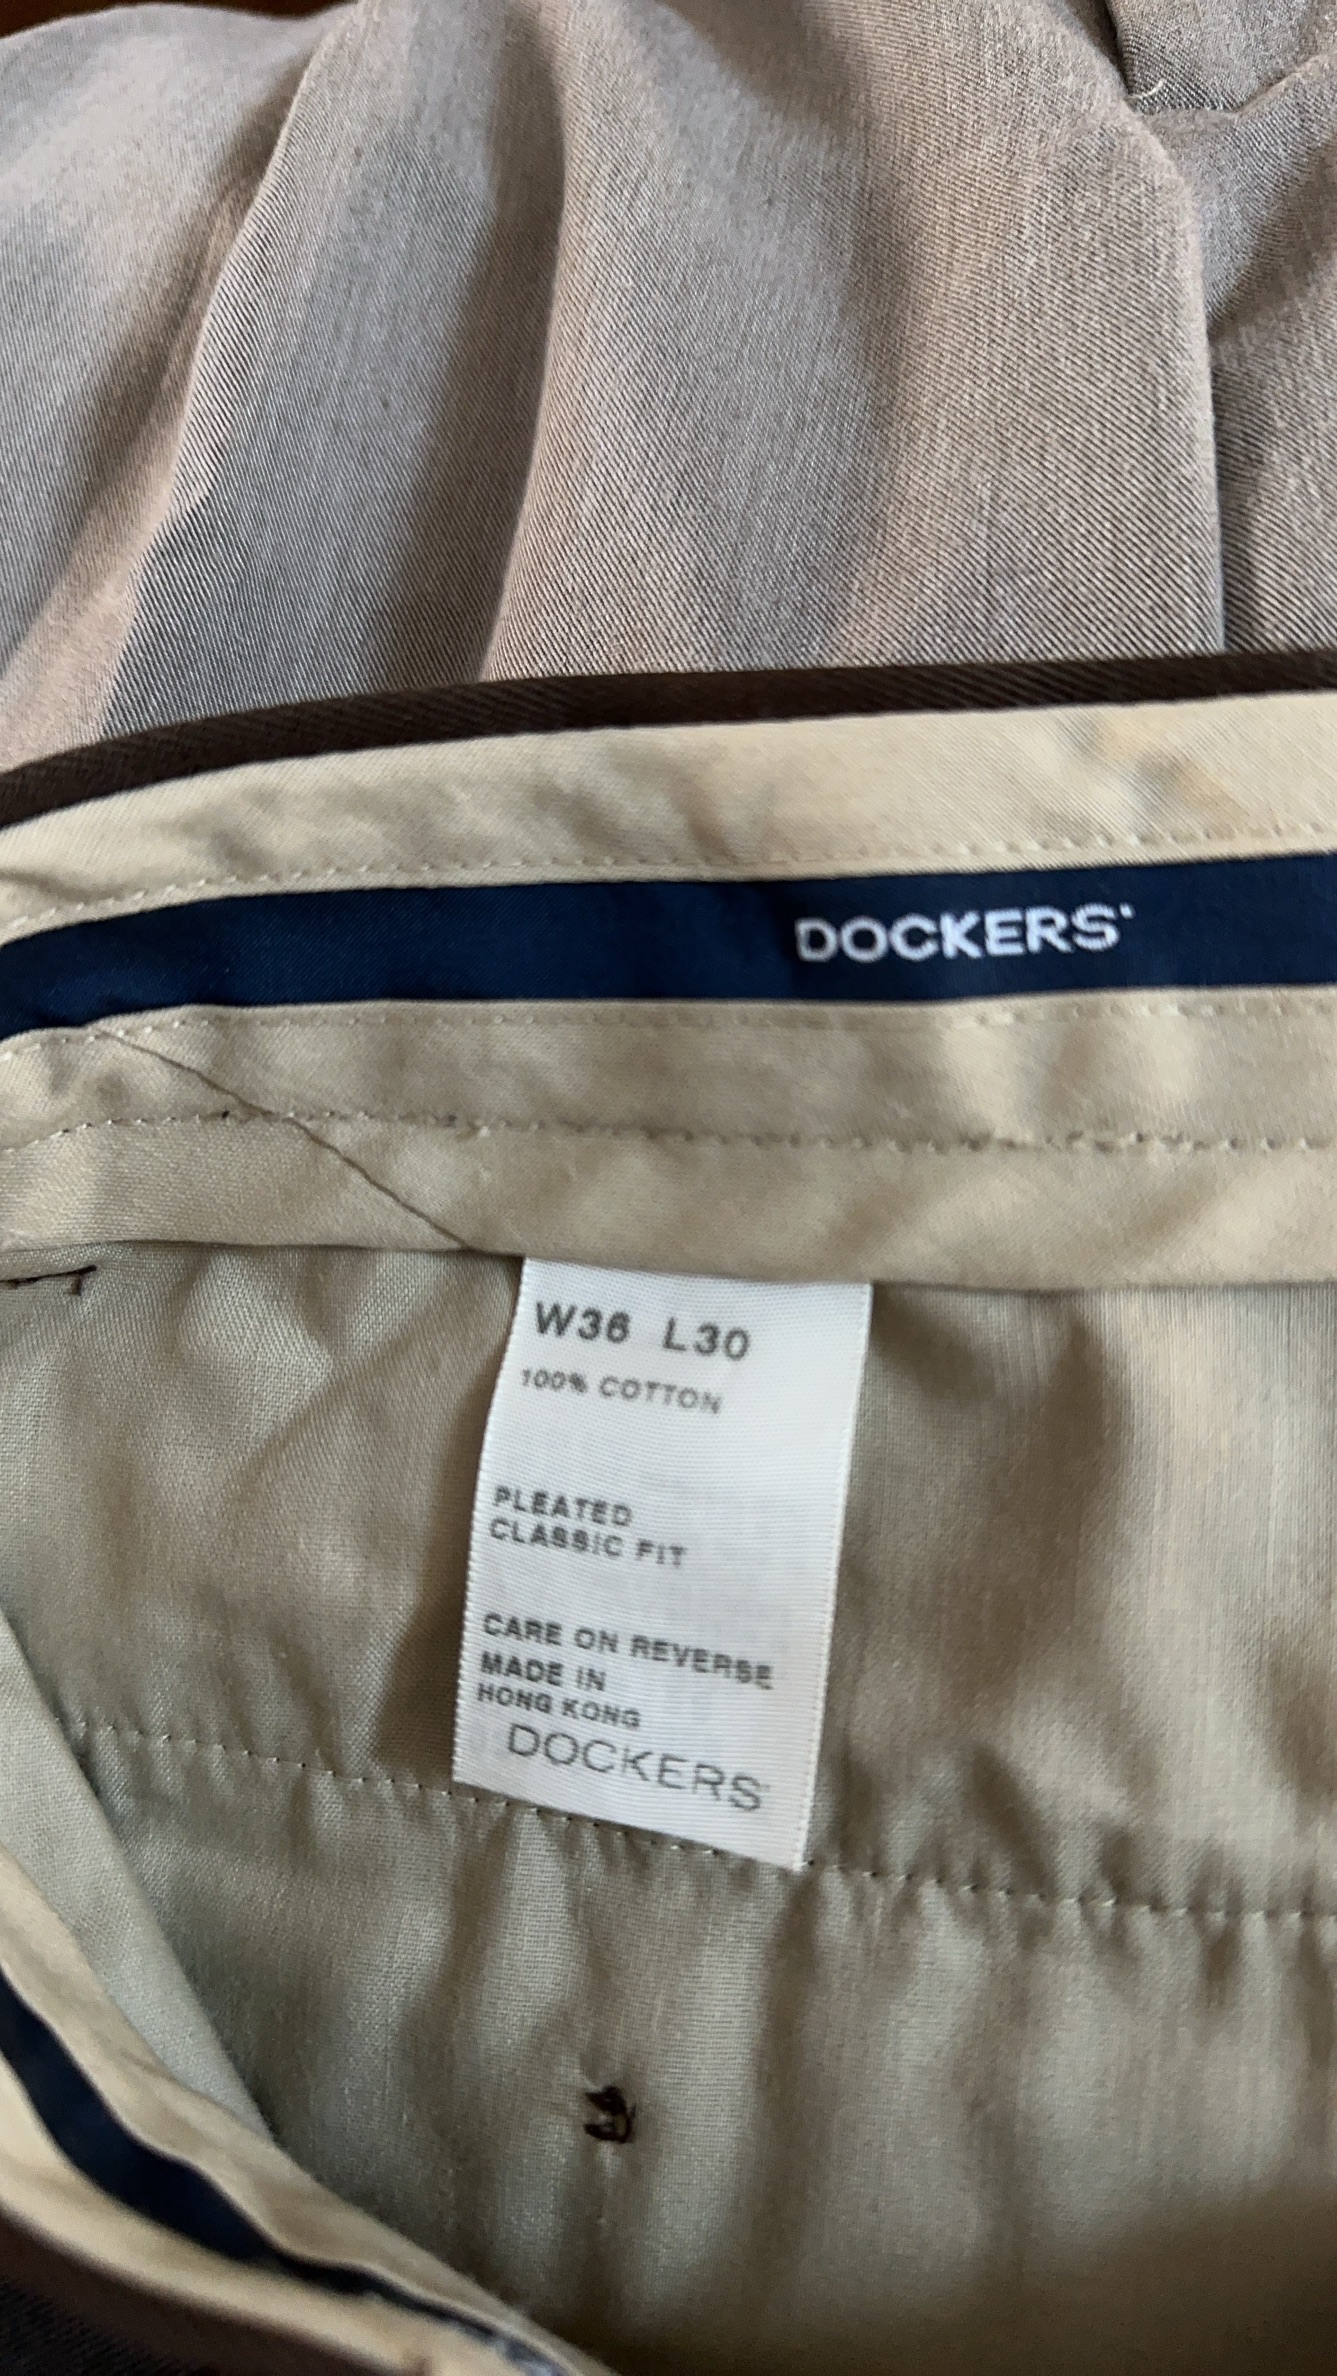 DOCKERS
W36 L30
100% COTTON
PLEATED
CLASSIC FIT
CARE ON REVERSE
MADE IN
HONG KONG
DOCKERS